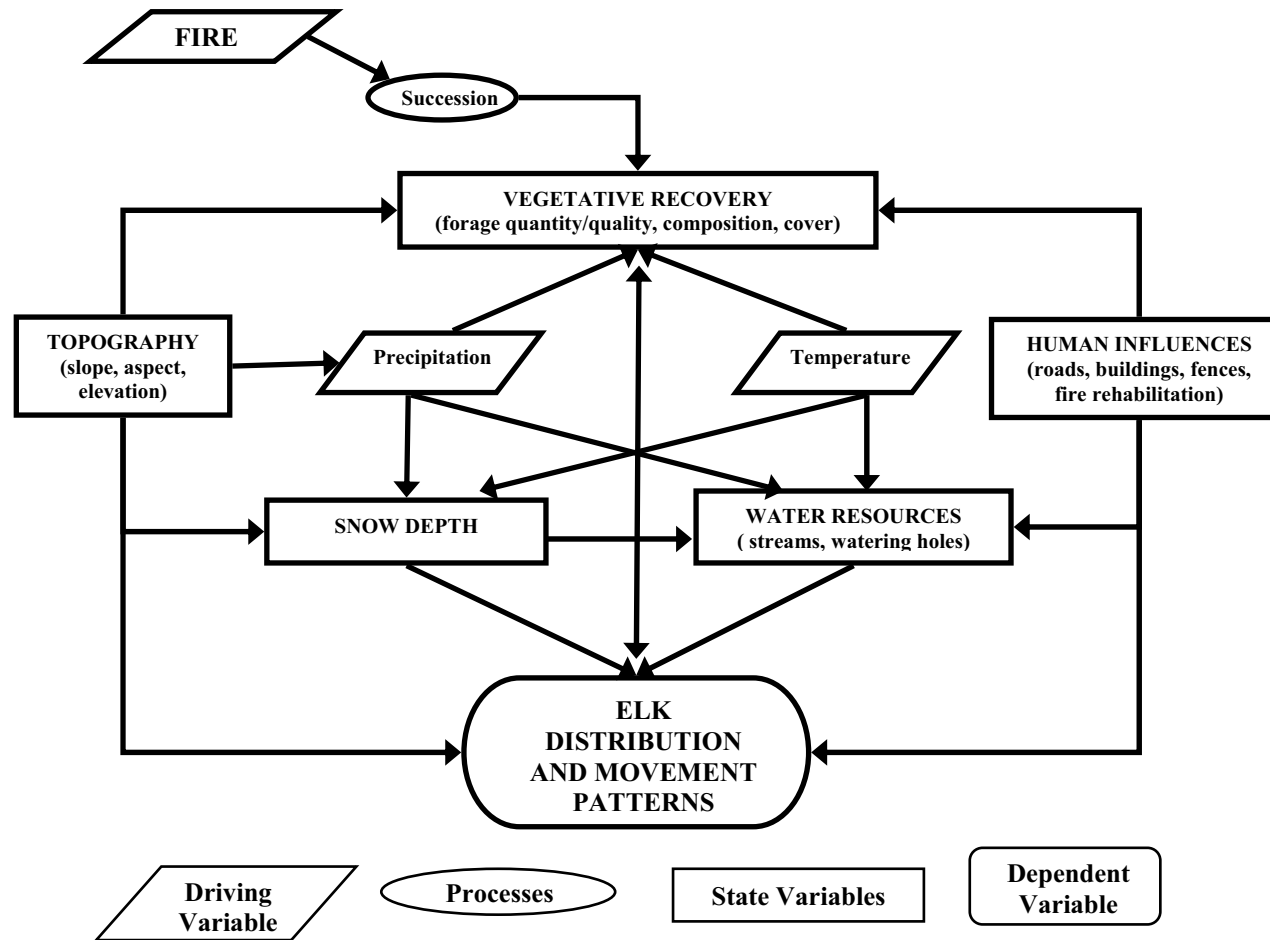 FIRE
Succession
VEGETATIVE RECOVERY
(forage quantity/quality, composition, cover)
TOPOGRAPHY
(slope, aspect,
elevation)
Precipitation
Temperature
HUMAN INFLUENCES
(roads, buildings, fences,
fire rehabilitation)
SNOW DEPTH
WATER RESOURCES
( streams, watering holes)
ELK
DISTRIBUTION
AND MOVEMENT
PATTERNS
Driving
Variable
Processes
State Variables
Dependent
Variable